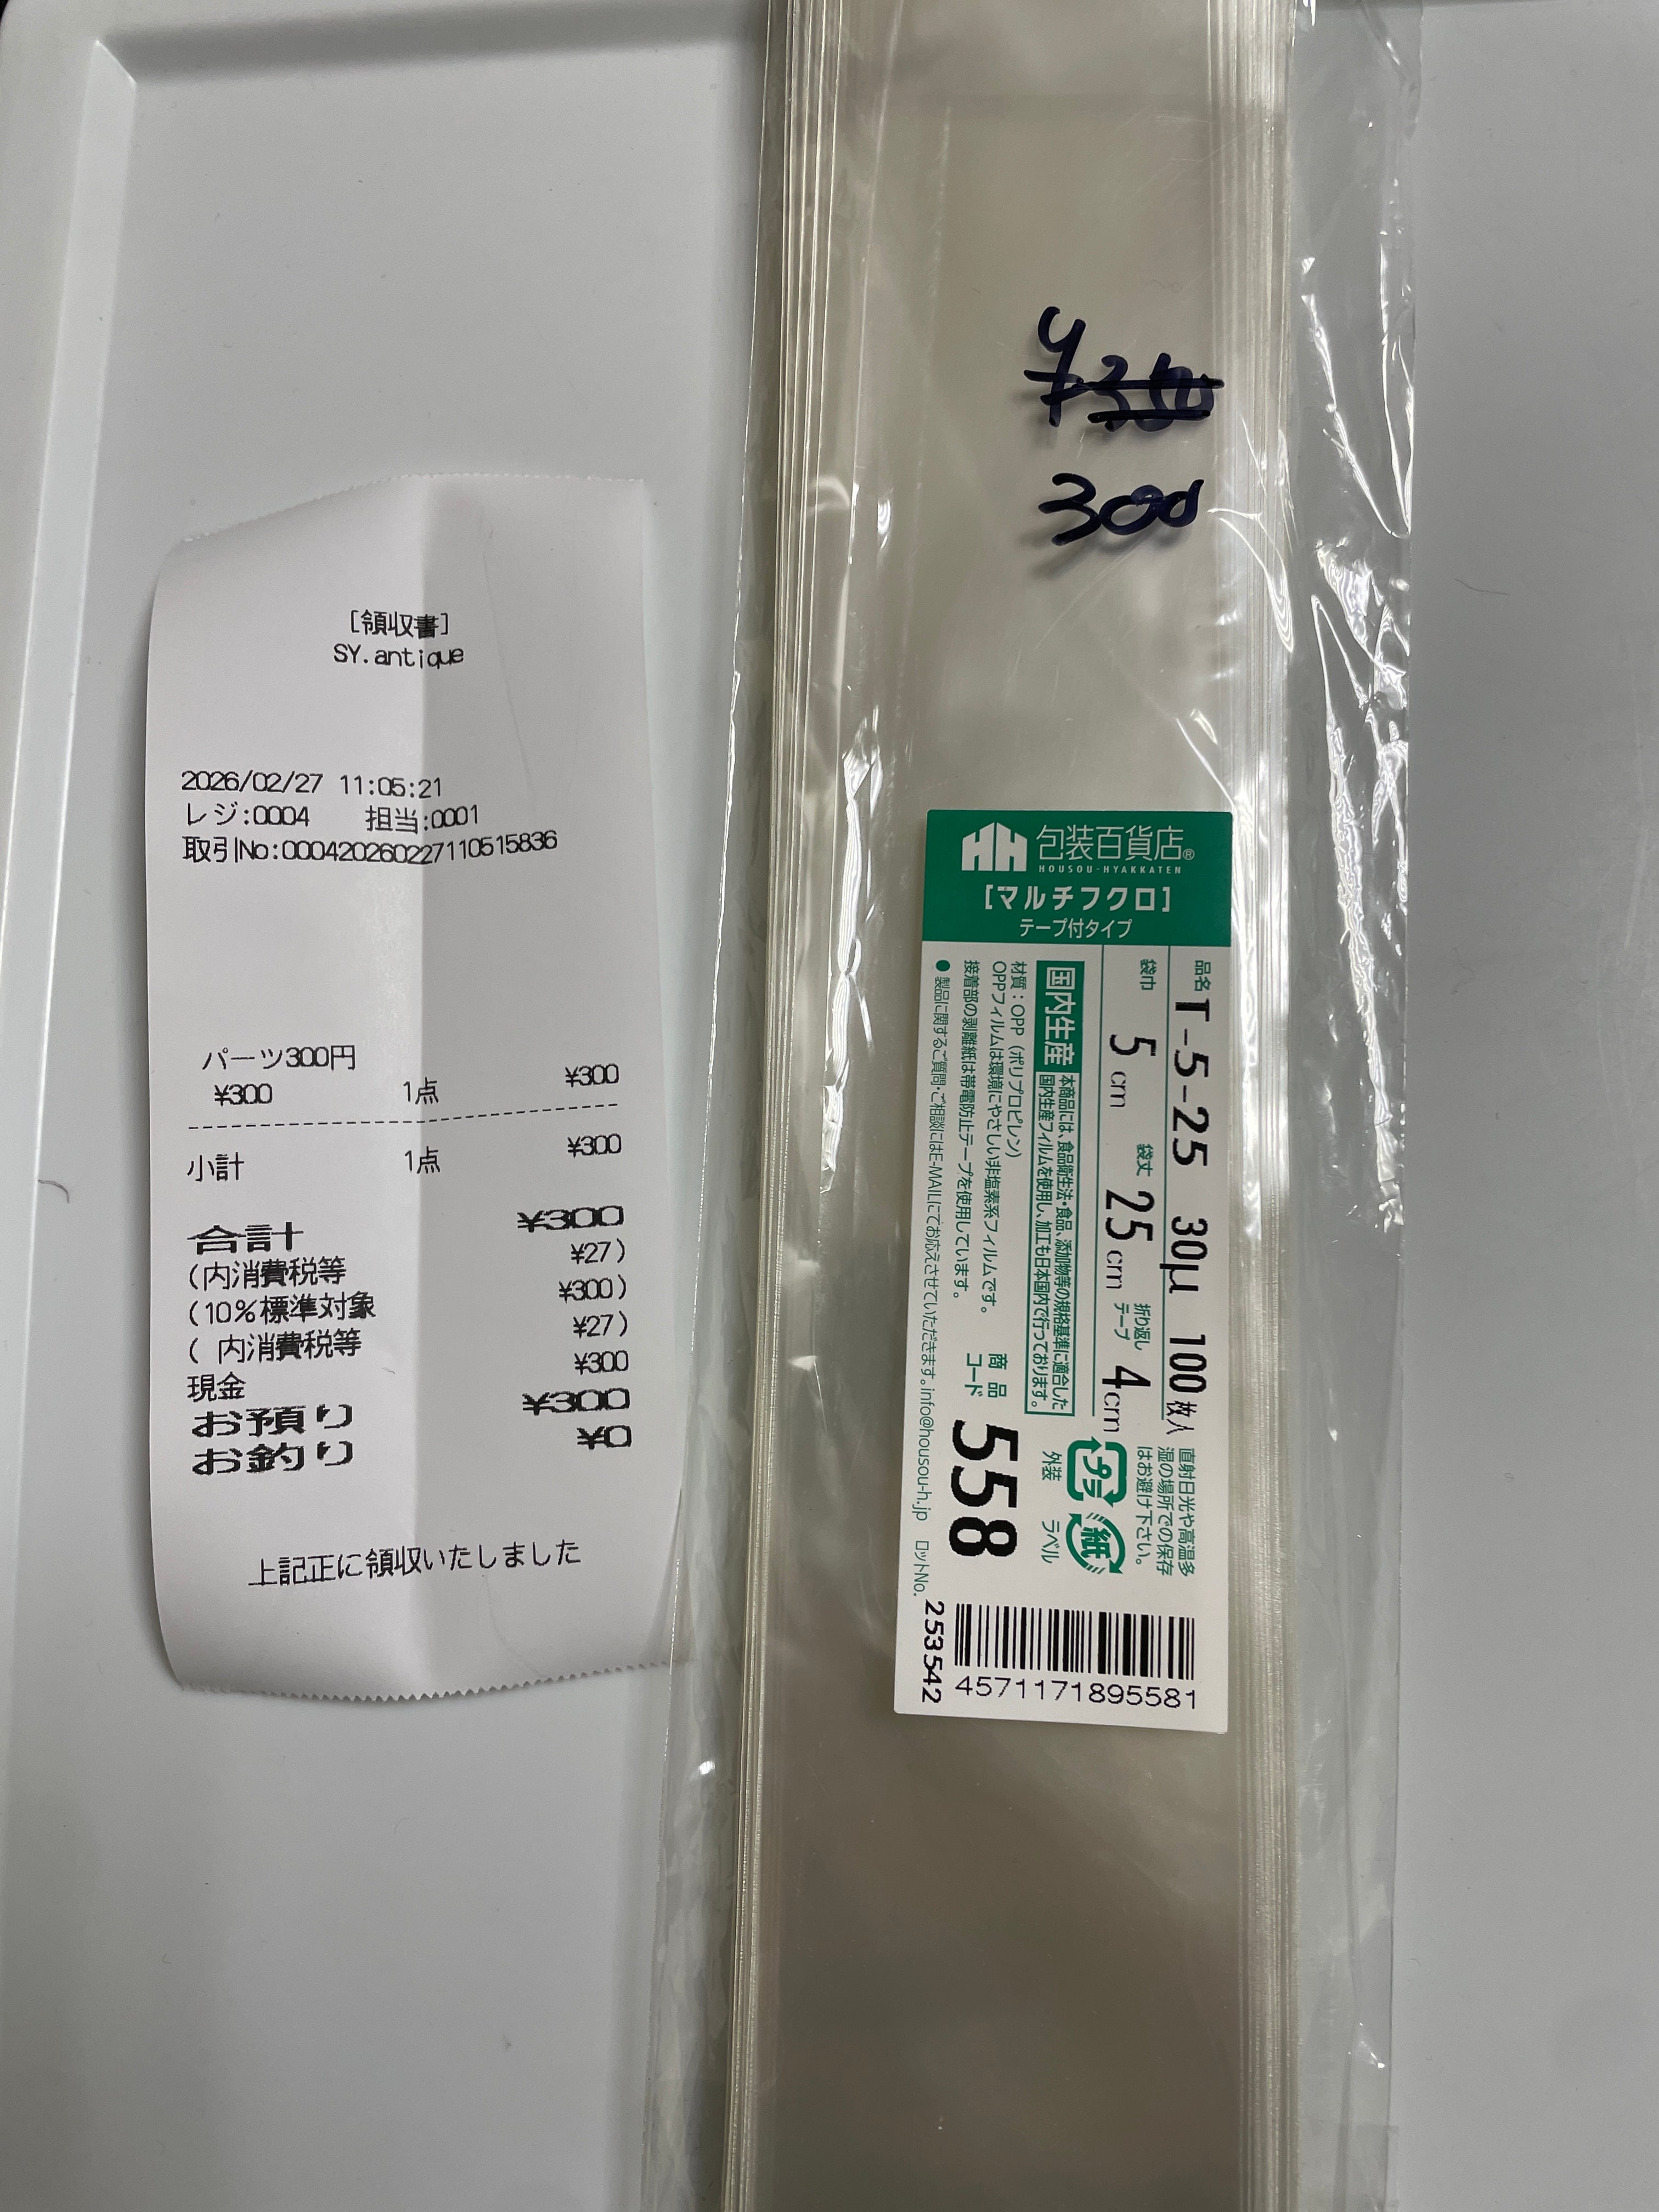 [領収書]
SY.antique
2026/02/27 11:05:21
レジ:0004 担当:0001
取引No:00042026022711051​5836
パーツ300円
¥300 1点 ¥300
小計 1点 ¥300
合計 ¥300
(内消費税等 ¥27)
(10%標準対象 ¥300)
( 内消費税等 ¥27)
現金 ¥300
お預り ¥300
お釣り ¥0
上記正に領収いたしました
¥
300
HH 包装百貨店®
HOUSOU-HYAKKATEN
[マルチフクロ]
テープ付タイプ
品名 T-5-25 30μ 100枚入
袋巾 5cm 袋丈 25cm 折り返しテープ 4cm
国内生産
本商品には、食品衛生法・食品、添加物等の規格基準に適合した
国内生産フィルムを使用し、加工も日本国内で行っております。
材質:OPP(ポリプロピレン)
OPPフィルムは環境にやさしい非塩素系フィルムです。
接着部の剥離紙は帯電防止テープを使用しています。
●製品に関するご質問・ご相談にはE-MAILにてお応えさせていただきます。info@housou-h.jp ロットNo. 253542
商品コード 558
直射日光や高温多
湿の場所での保存
はお避け下さい。
プラ 外装
紙 ラベル
4571171895581